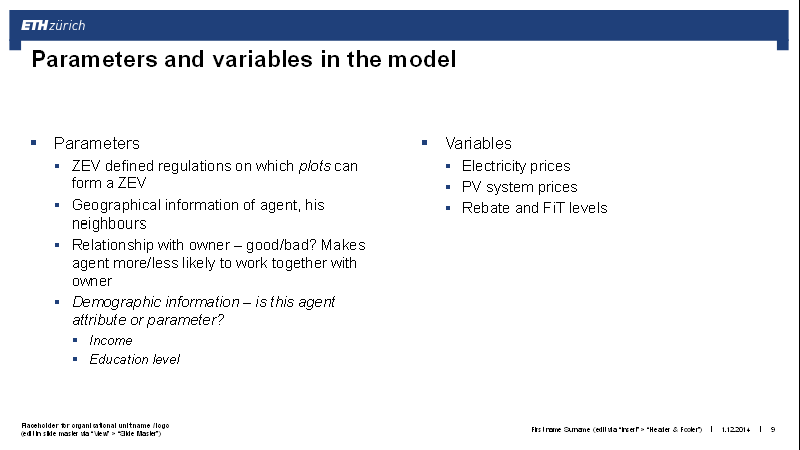 ETH zürich
Parameters and variables in the model
Parameters
ZEV defined regulations on which plots can
form a ZEV
Geographical information of agent, his
neighbours
Relationship with owner – good/bad? Makes
agent more/less likely to work together with
owner
Demographic information – is this agent
attribute or parameter?
Income
Education level
Variables
Electricity prices
PV system prices
Rebate and FiT levels
Placeholder for organisational unit name / logo
(edit in slide master via “View” > “Slide Master”)
First name Surname (edit via “Insert” > “Header & Footer”) | 1.12.2014 | 9